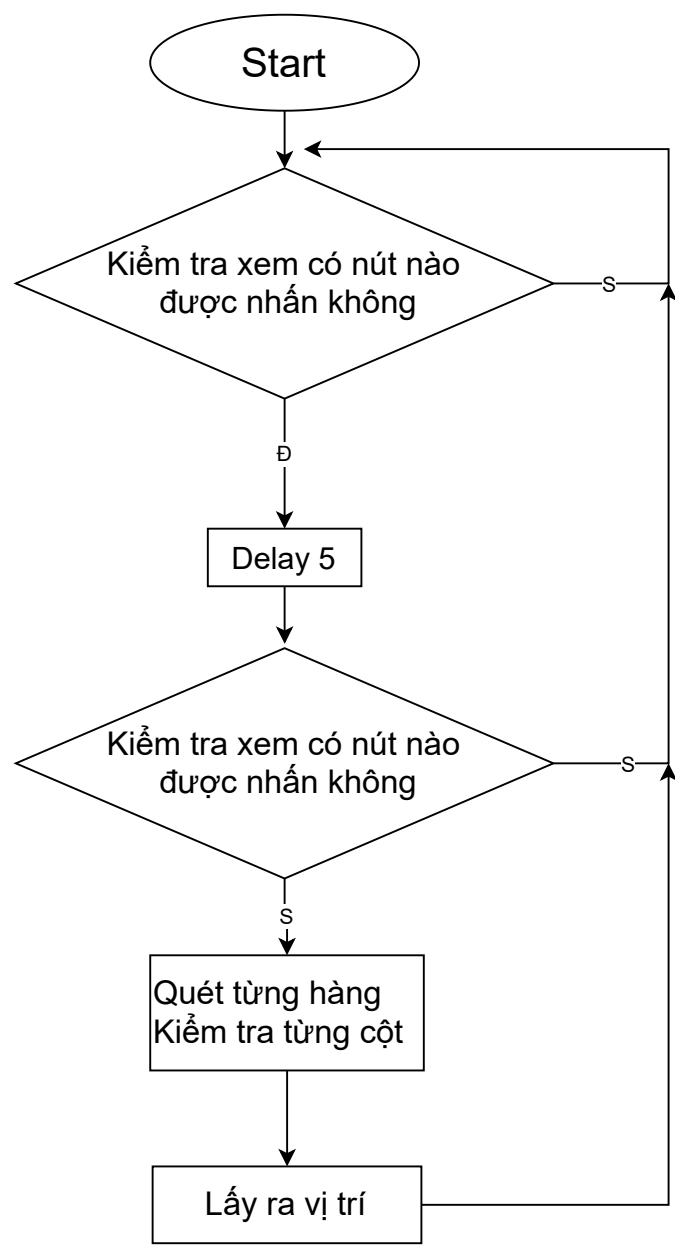 Start
Kiểm tra xem có nút nào
được nhấn không
S
Đ
Delay 5
Kiểm tra xem có nút nào
được nhấn không
S
S
Quét từng hàng
Kiểm tra từng cột
Lấy ra vị trí